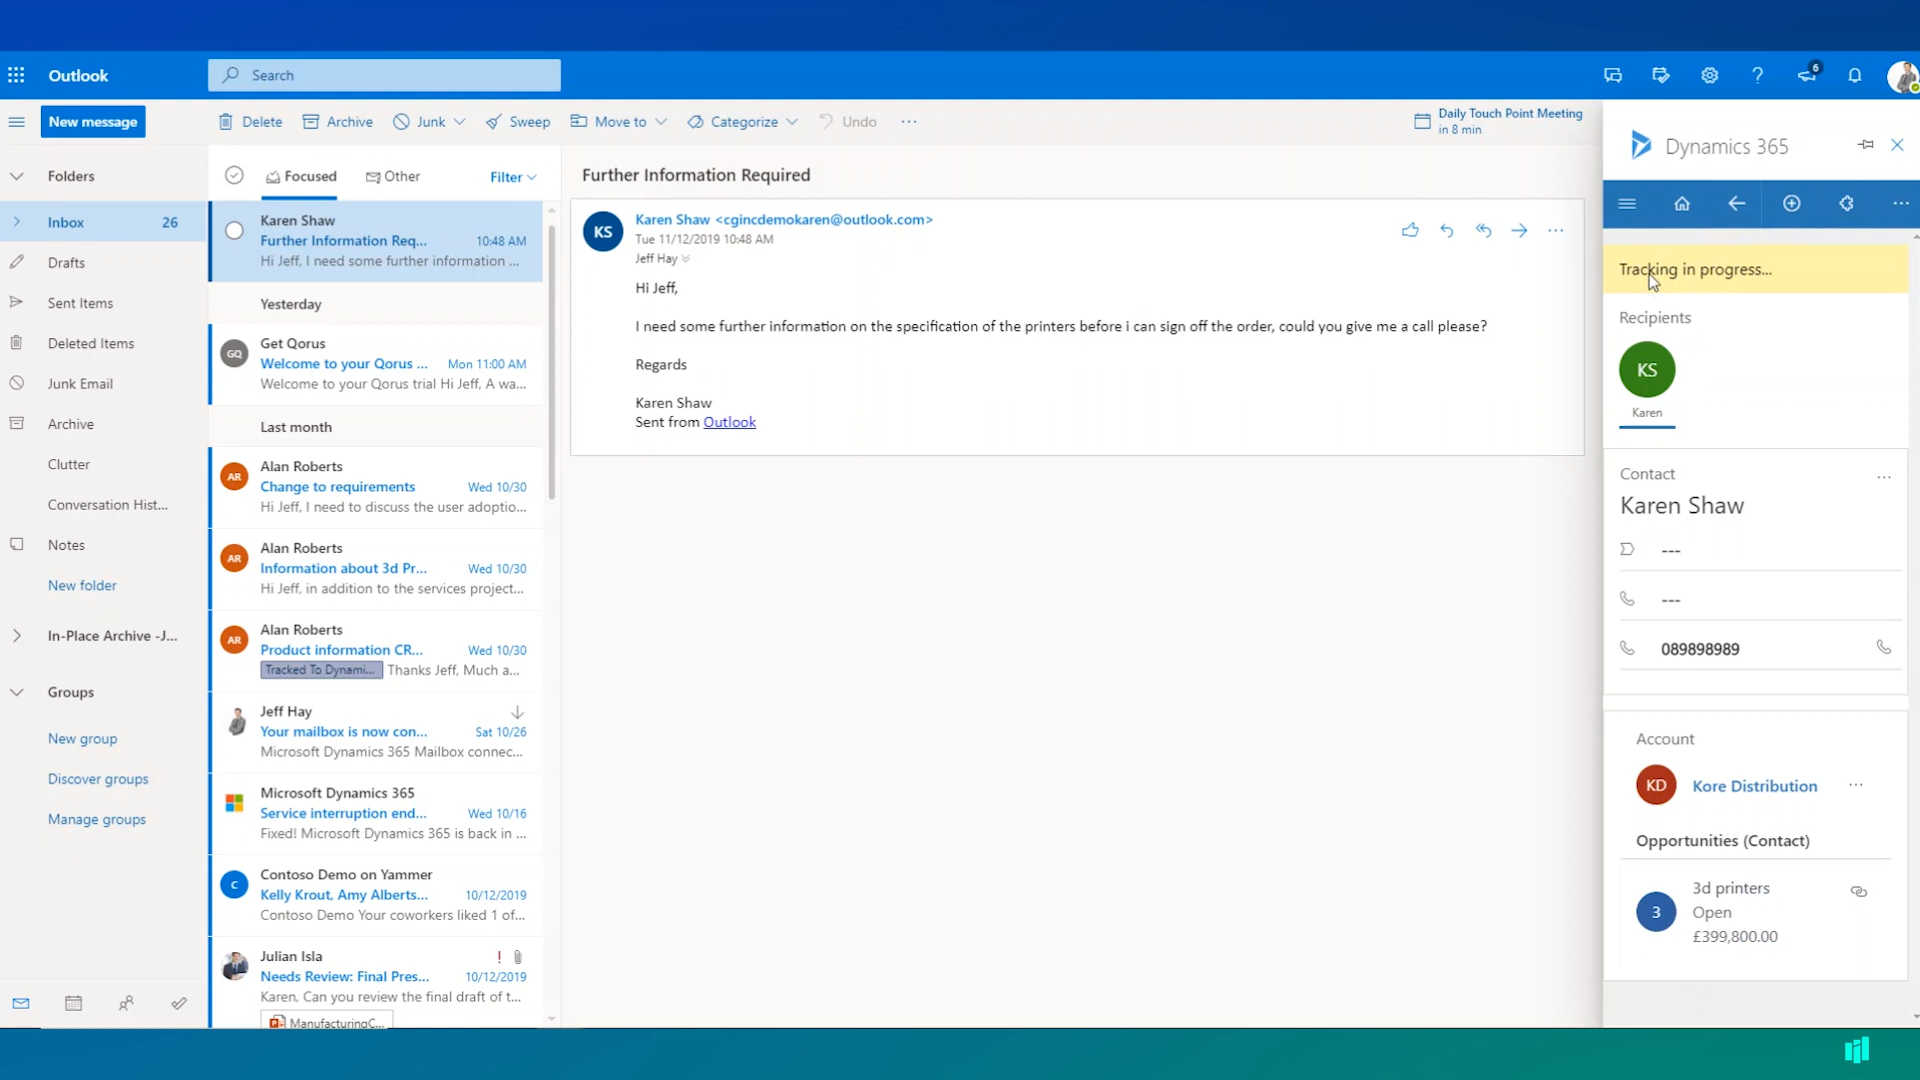 Outlook
Search
6
New message
Delete
Archive
Junk
Sweep
Move to
Categorize
Undo
Daily Touch Point Meeting
in 8 min
Folders
Inbox 26
Drafts
Sent Items
Deleted Items
Junk Email
Archive
Clutter
Conversation Hist...
Notes
New folder
In-Place Archive -J...
Groups
New group
Discover groups
Manage groups
Focused
Other
Filter
Karen Shaw
Further Information Req... 10:48 AM
Hi Jeff, I need some further information ...
Yesterday
GQ
Get Qorus
Welcome to your Qorus ... Mon 11:00 AM
Welcome to your Qorus trial Hi Jeff, A wa...
Last month
AR
Alan Roberts
Change to requirements Wed 10/30
Hi Jeff, I need to discuss the user adoptio...
AR
Alan Roberts
Information about 3d Pr... Wed 10/30
Hi Jeff, in addition to the services project...
AR
Alan Roberts
Product information CR... Wed 10/30
Tracked To Dynami... Thanks Jeff, Much a...
Jeff Hay
Your mailbox is now con... Sat 10/26
Microsoft Dynamics 365 Mailbox connec...
Microsoft Dynamics 365
Service interruption end... Wed 10/16
Fixed! Microsoft Dynamics 365 is back in ...
C
Contoso Demo on Yammer
Kelly Krout, Amy Alberts... 10/12/2019
Contoso Demo Your coworkers liked 1 of...
Julian Isla !
Needs Review: Final Pres... 10/12/2019
Karen, Can you review the final draft of t...
ManufacturingC...
Further Information Required
KS
Karen Shaw <cgincdemokaren@outlook.com>
Tue 11/12/2019 10:48 AM
Jeff Hay
Hi Jeff,
I need some further information on the specification of the printers before i can sign off the order, could you give me a call please?
Regards
Karen Shaw
Sent from Outlook
Dynamics 365
Tracking in progress...
Recipients
KS
Karen
Contact
Karen Shaw
---
---
089898989
Account
KD
Kore Distribution
Opportunities (Contact)
3
3d printers
Open
£399,800.00